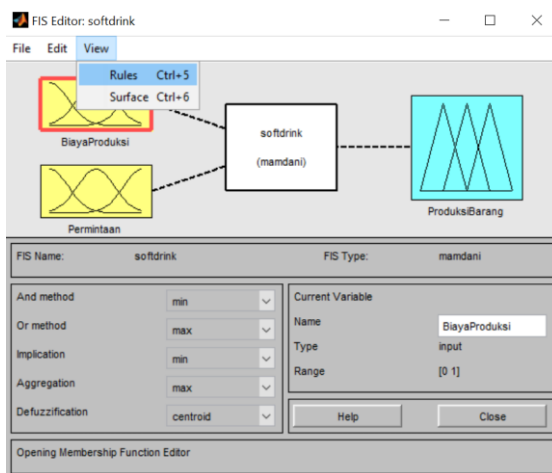 FIS Editor: softdrink
File Edit View
Rules Ctrl+5
Surface Ctrl+6
BiayaProduksi
Permintaan
softdrink
(mamdani)
ProduksiBarang
FIS Name: softdrink FIS Type: mamdani
And method min
Or method max
Implication min
Aggregation max
Defuzzification centroid
Current Variable
Name BiayaProduksi
Type input
Range [0 1]
Help Close
Opening Membership Function Editor